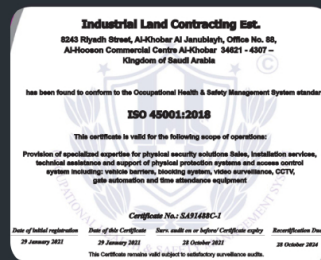 Industrial Land Contracting Est.
8243 Riyadh Street, Al-Khobar Al Janubiayh, Office No. 88,
Al-Hoosen Commercial Centre Al-Khobar 34621 - 4307 –
Kingdom of Saudi Arabia
has been found to conform to the Occupational Health & Safety Management System standar
ISO 45001:2018
This certificate is valid for the following scope of operations:
Provision of specialized expertise for physical security solutions Sales, installation services,
technical assistance and support of physical protection systems and access control
system including: vehicle barriers, blocking system, video surveillance, CCTV,
gate automation and time attendance equipment
Certificate No.: SA91488C-1
Date of initial registration Date of this Certificate Surv. audit on or before/ Certificate expiry Recertification Due
29 January 2021 29 January 2021 28 October 2021 28 October 2024
This Certificate remains valid subject to satisfactory surveillance audits.